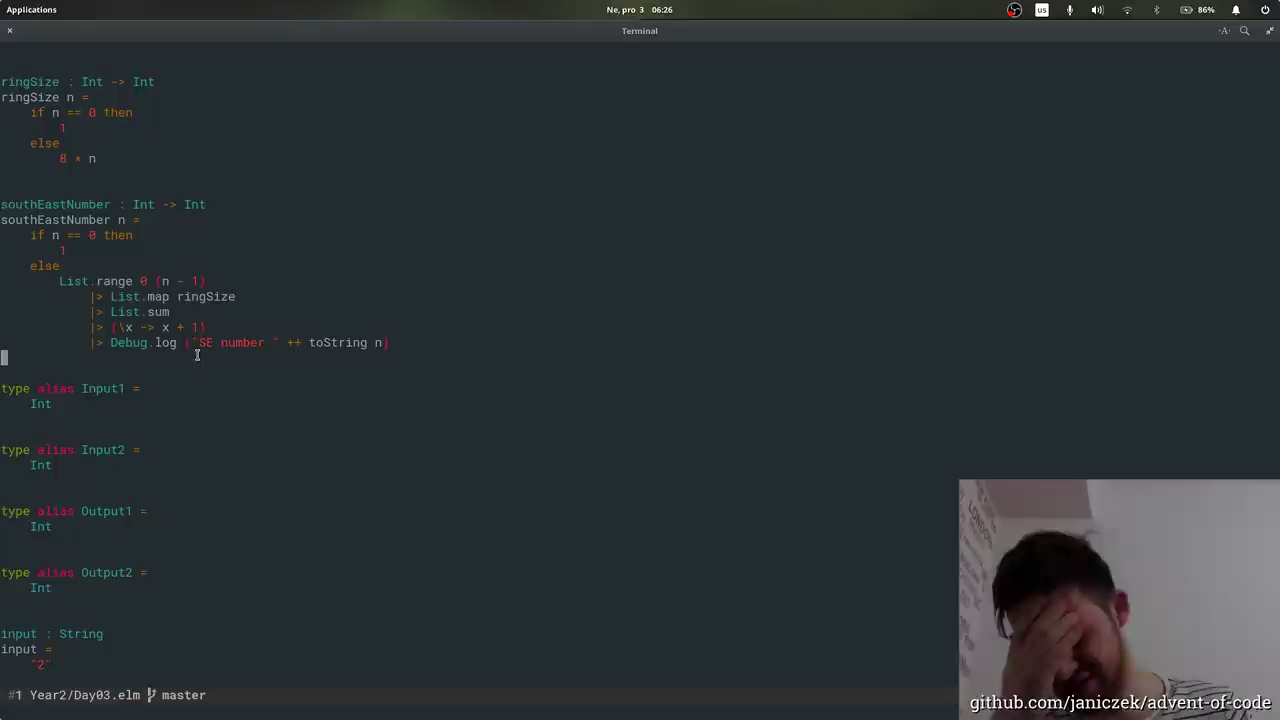 Applications
Ne, pro 3 06:26
us
86%
Terminal
ringSize : Int -> Int
ringSize n =
if n == 0 then
1
else
8 * n
southEastNumber : Int -> Int
southEastNumber n =
if n == 0 then
1
else
List.range 0 (n - 1)
|> List.map ringSize
|> List.sum
|> (\x -> x + 1)
|> Debug.log ("SE number " ++ toString n)
type alias Input1 =
Int
type alias Input2 =
Int
type alias Output1 =
Int
type alias Output2 =
Int
input : String
input =
"2"
#1 Year2/Day03.elm master
LONDON
github.com/janiczek/advent-of-code